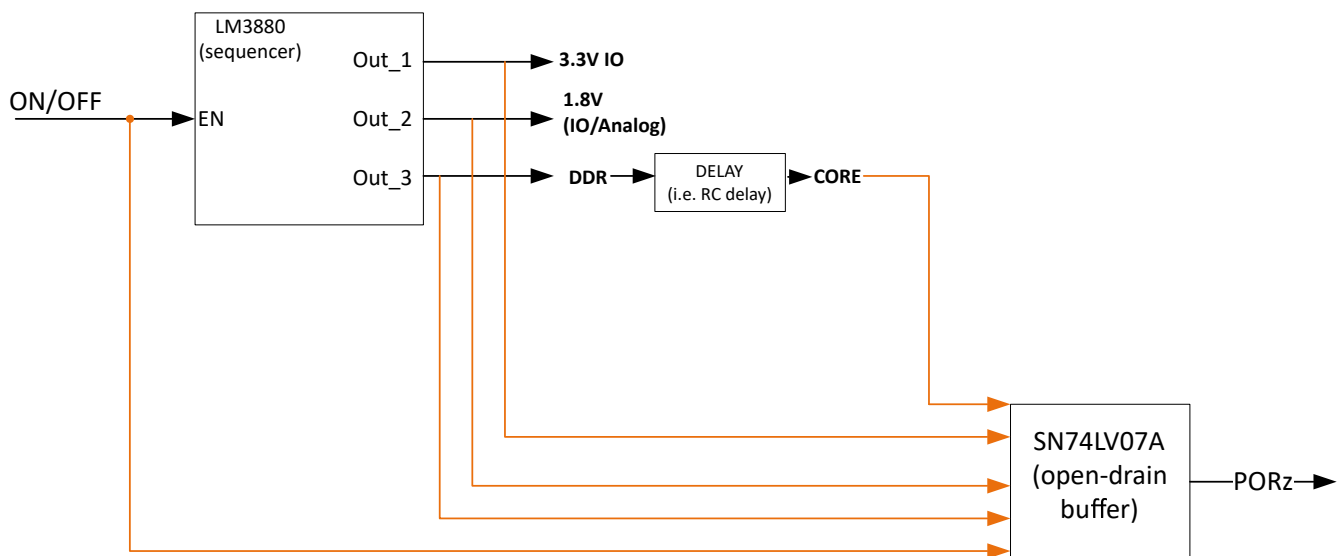 LM3880
(sequencer)
Out_1
3.3V IO
ON/OFF
EN
Out_2
1.8V
(IO/Analog)
Out_3
DDR
DELAY
(i.e. RC delay)
CORE
SN74LV07A
(open-drain
buffer)
PORz